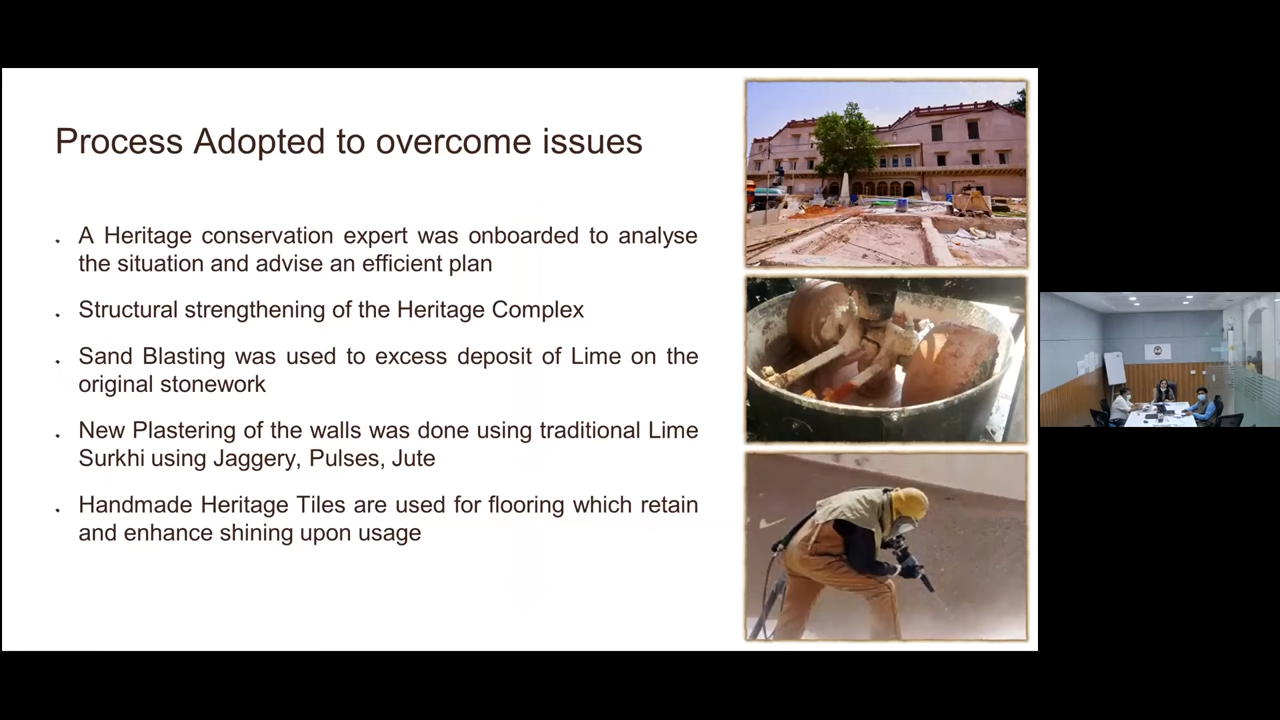 Process Adopted to overcome issues
. A Heritage conservation expert was onboarded to analyse
the situation and advise an efficient plan
. Structural strengthening of the Heritage Complex
. Sand Blasting was used to excess deposit of Lime on the
original stonework
. New Plastering of the walls was done using traditional Lime
Surkhi using Jaggery, Pulses, Jute
. Handmade Heritage Tiles are used for flooring which retain
and enhance shining upon usage